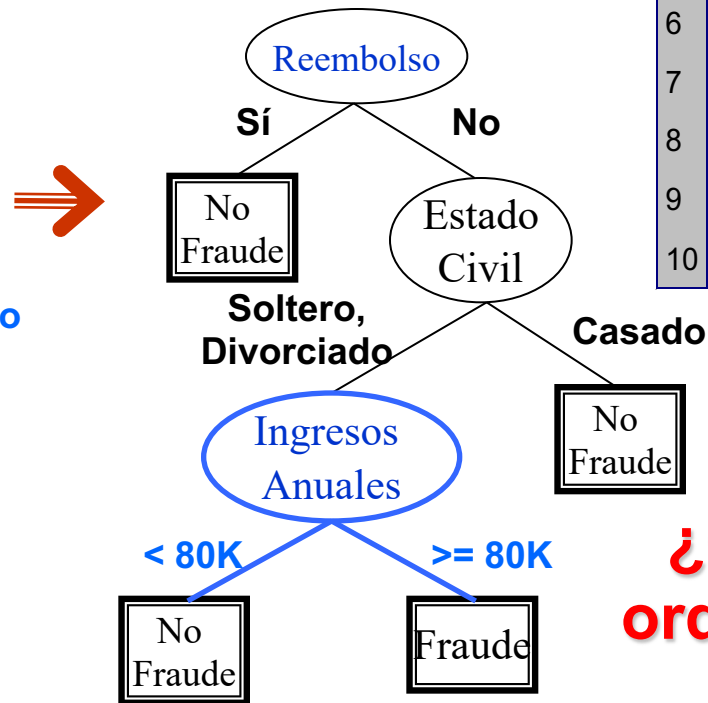 Reembolso
Sí
No
No
Fraude
Estado
Civil
6
7
8
9
10
o
Soltero,
Divorciado
Casado
Ingresos
Anuales
No
Fraude
< 80K
>= 80K
¿
No
Fraude
Fraude